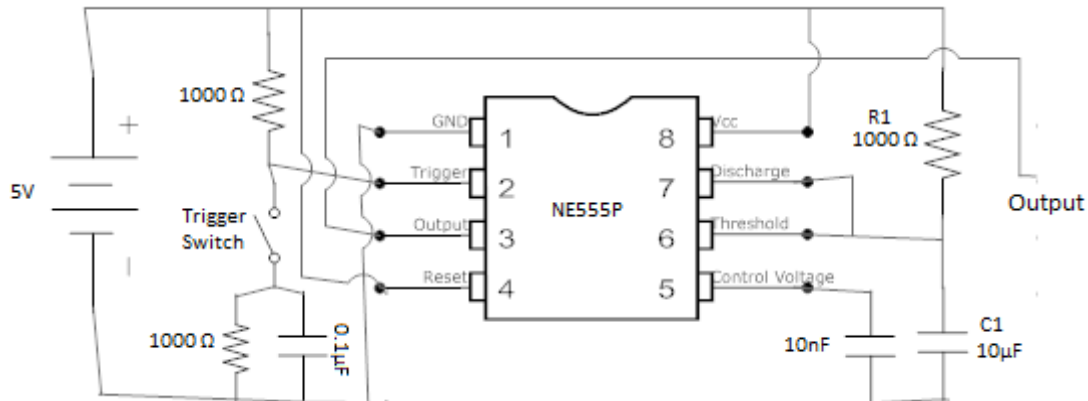 1000 Ω
+
5V
−
Trigger
Switch
1000 Ω
0.1µF
GND
Trigger
Output
Reset
1
2
3
4
NE555P
8
7
6
5
Vcc
Discharge
Threshold
Control Voltage
R1
1000 Ω
Output
10nF
C1
10µF